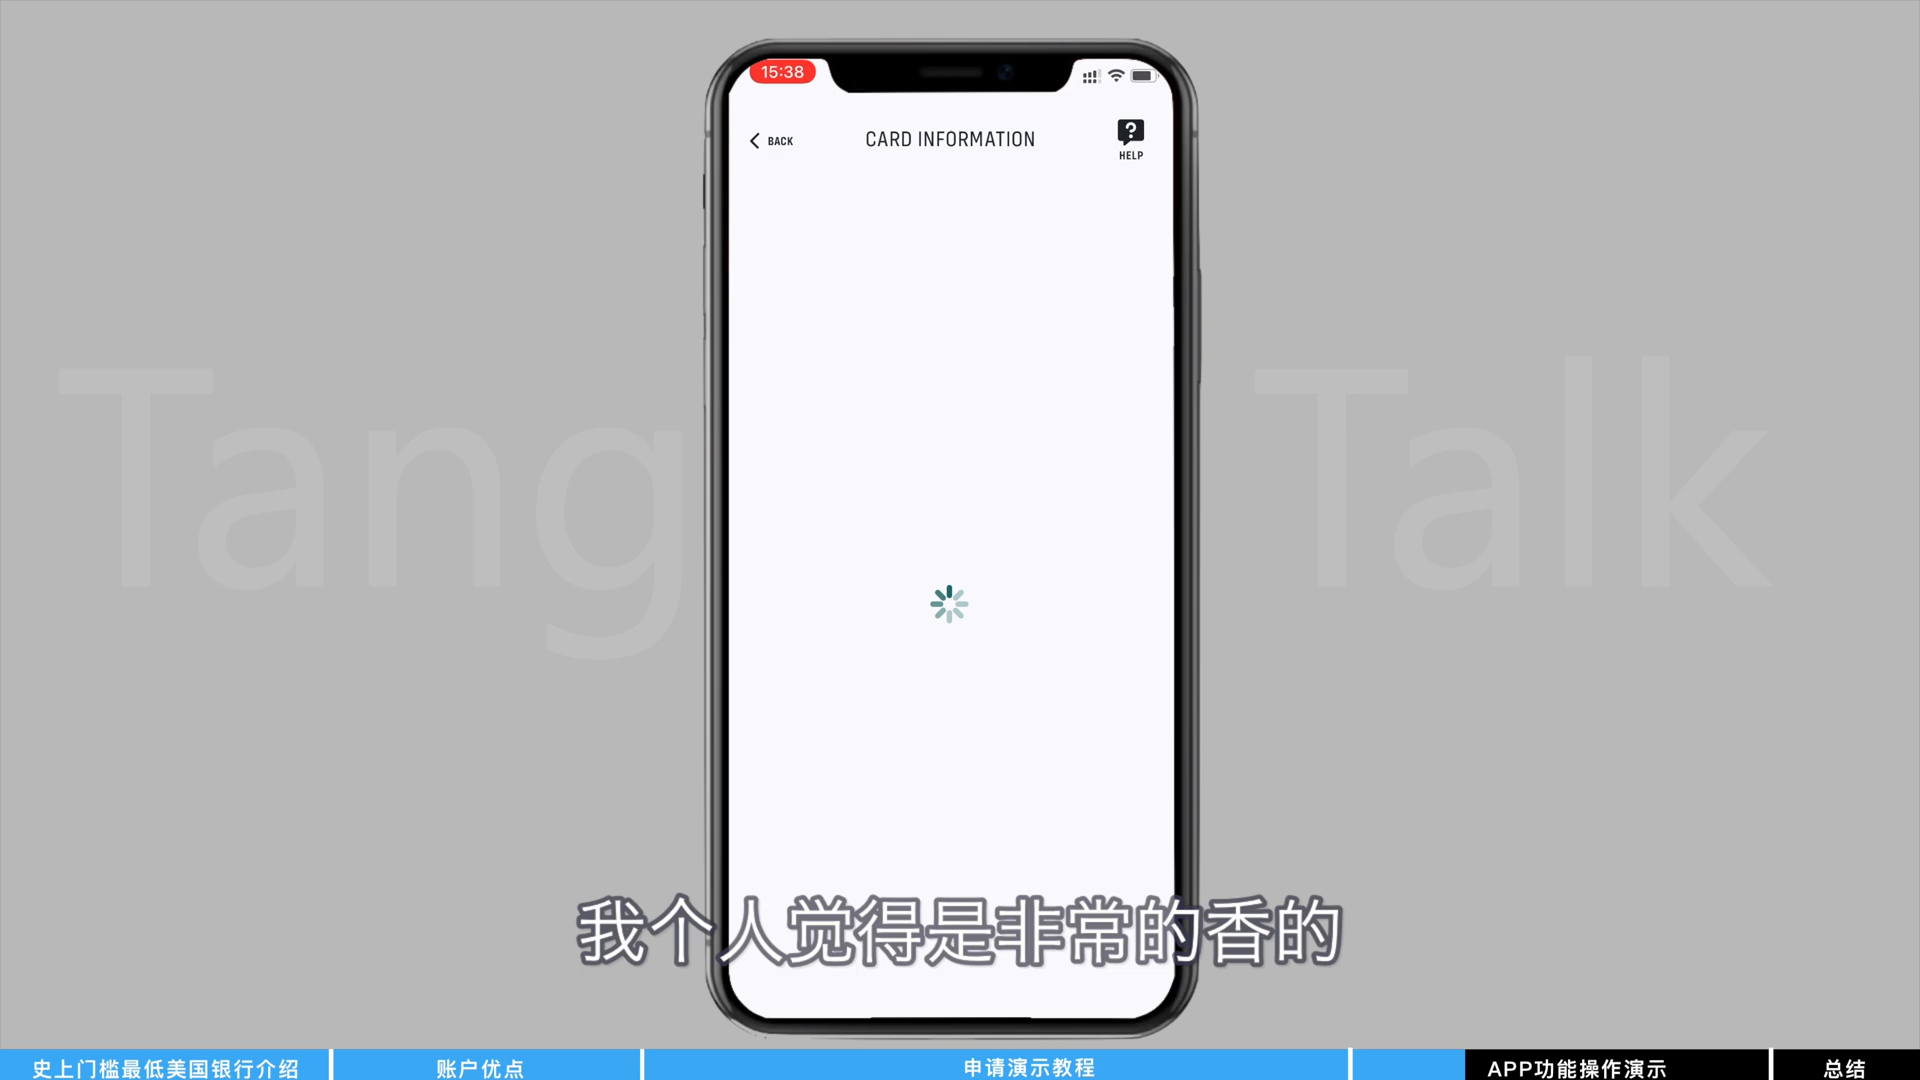 15:38
BACK
CARD INFORMATION
HELP
Tang Talk
我个人觉得是非常的香的
史上门槛最低美国银行介绍
账户优点
申请演示教程
APP功能操作演示
总结